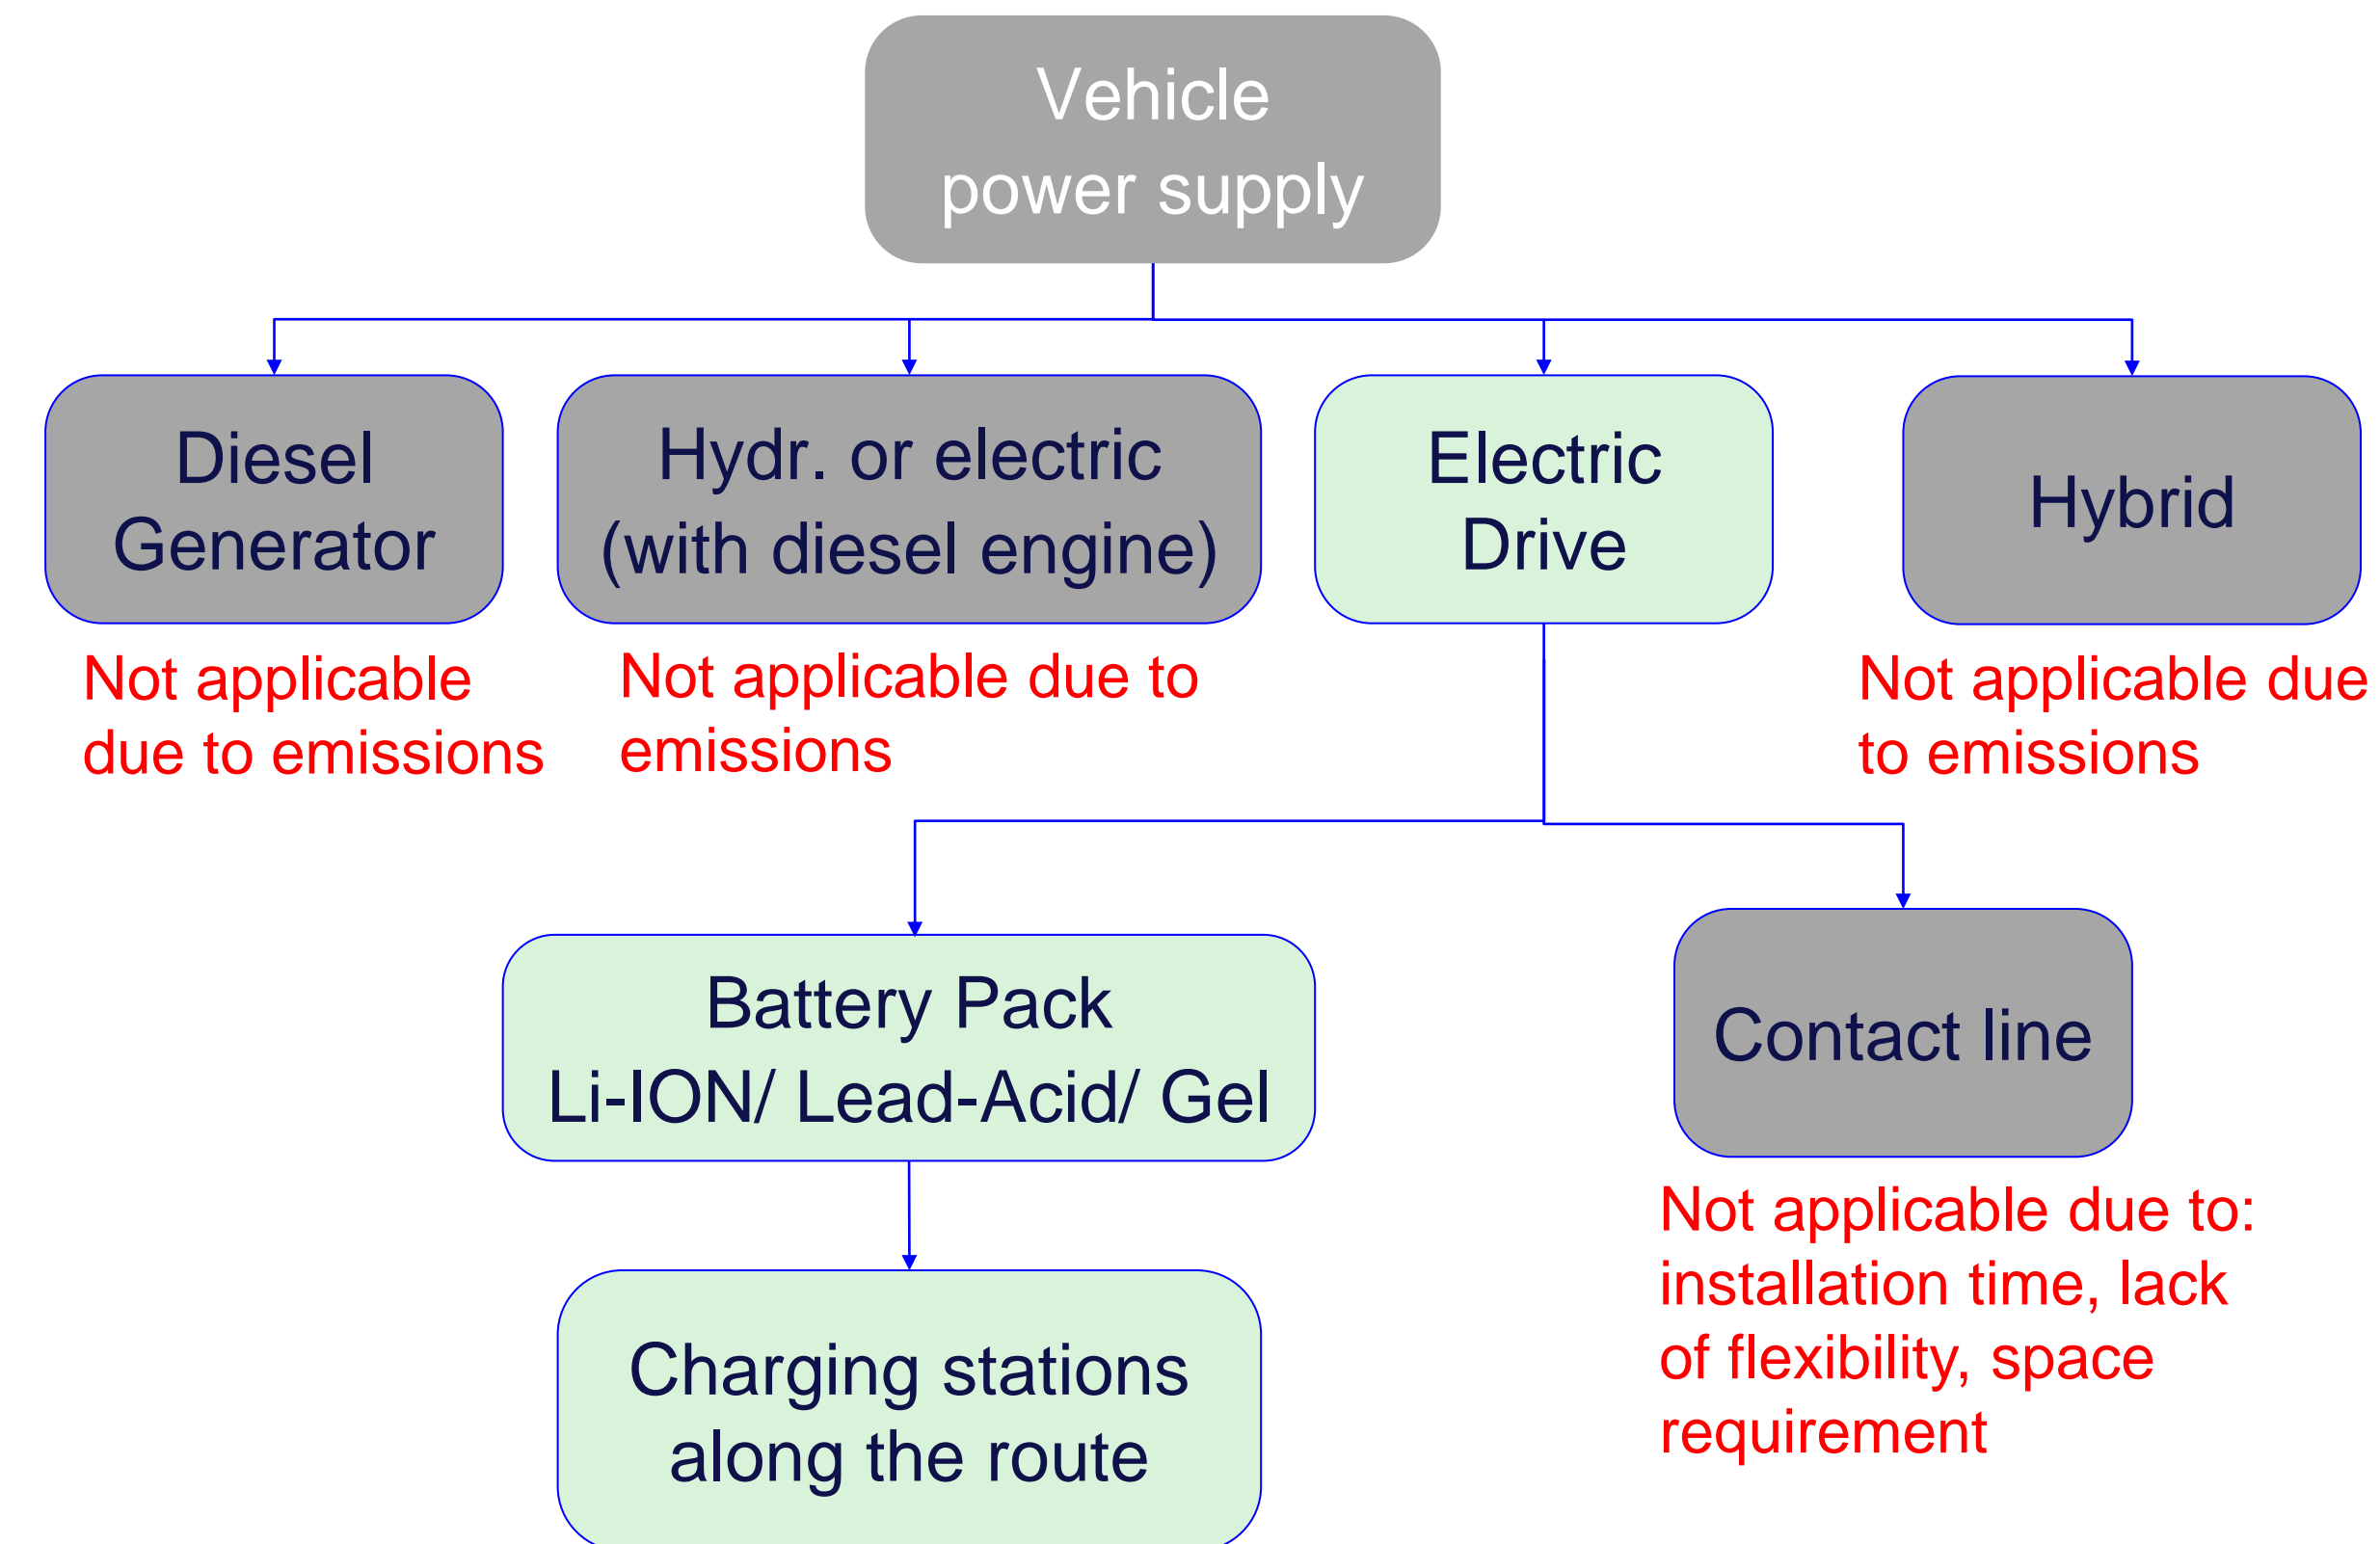 Vehicle
power supply
Diesel
Generator
Hydr. or electric
(with diesel engine)
Electric
Drive
Hybrid
Not applicable
due to emissions
Not applicable due to
emissions
Not applicable due
to emissions
Battery Pack
Li-ION/ Lead-Acid/ Gel
Contact line
Not applicable due to:
installation time, lack
of flexibility, space
requirement
Charging stations
along the route